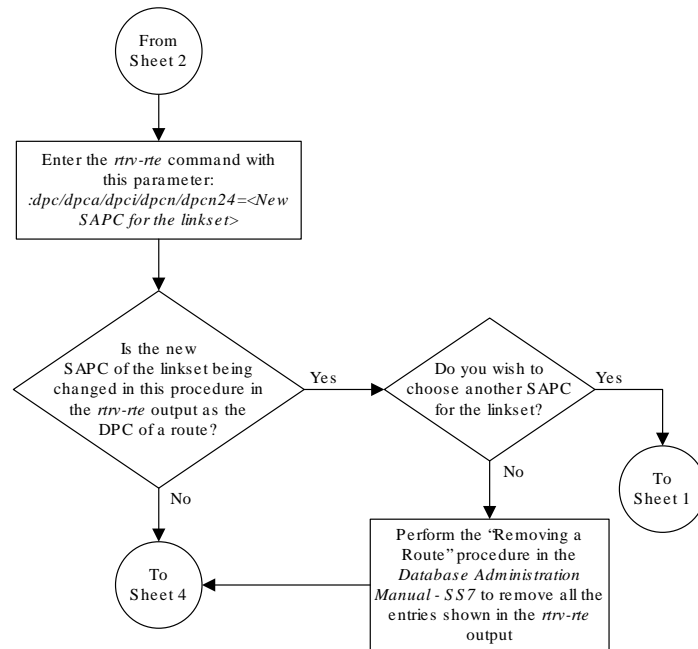 From
Sheet 2
Enter the rtrv-rte command with
this parameter:
:dpc/dpca/dpci/dpcn/dpcn24=<New
SAPC for the linkset>
Is the new
SAPC of the linkset being
changed in this procedure in
the rtrv-rte output as the
DPC of a route?
Yes
Do you wish to
choose another SAPC
for the linkset?
Yes
No
No
To
Sheet 1
To
Sheet 4
Perform the “Removing a
Route” procedure in the
Database Administration
Manual - SS7 to remove all the
entries shown in the rtrv-rte
output